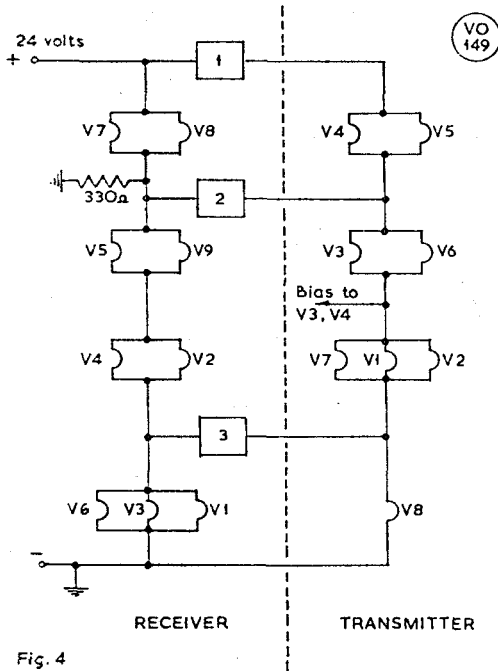 24 volts
VO
149
+
1
V7
V8
V4
V5
330Ω
2
V5
V9
V3
V6
Bias to
V3, V4
V4
V2
V7
V1
V2
3
V6
V3
V1
V8
-
RECEIVER
TRANSMITTER
Fig. 4